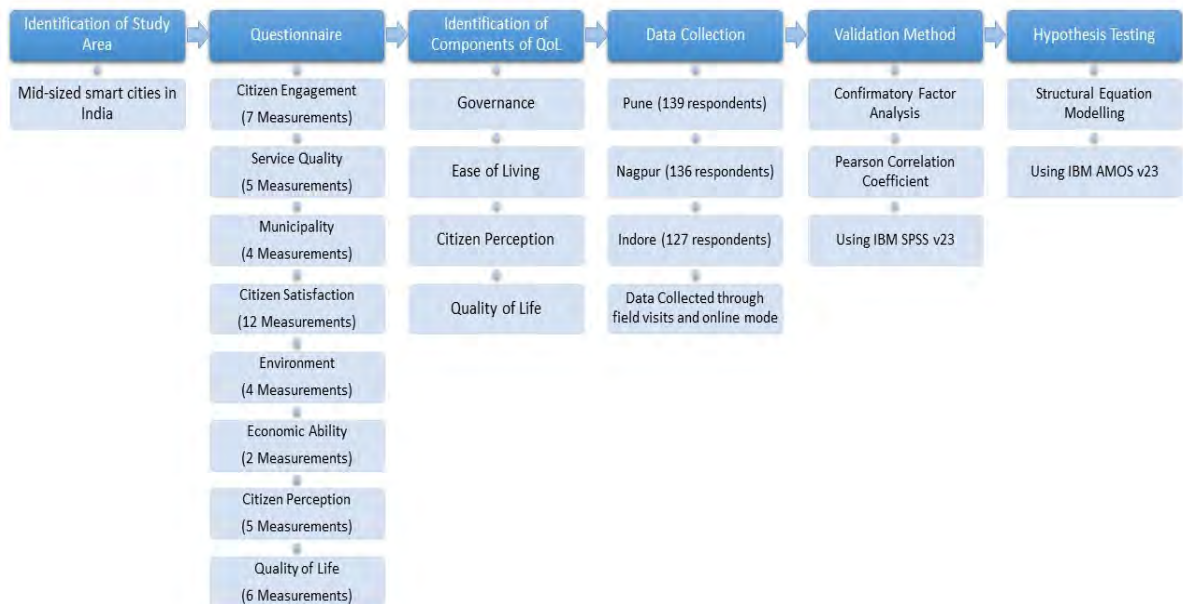 Identification of Study
Area
Mid-sized smart cities in
India
Questionnaire
Citizen Engagement
(7 Measurements)
Service Quality
(5 Measurements)
Municipality
(4 Measurements)
Citizen Satisfaction
(12 Measurements)
Environment
(4 Measurements)
Economic Ability
(2 Measurements)
Citizen Perception
(5 Measurements)
Quality of Life
(6 Measurements)
Identification of
Components of QoL
Governance
Ease of Living
Citizen Perception
Quality of Life
Data Collection
Pune (139 respondents)
Nagpur (136 respondents)
Indore (127 respondents)
Data Collected through
field visits and online mode
Validation Method
Confirmatory Factor
Analysis
Pearson Correlation
Coefficient
Using IBM SPSS v23
Hypothesis Testing
Structural Equation
Modelling
Using IBM AMOS v23